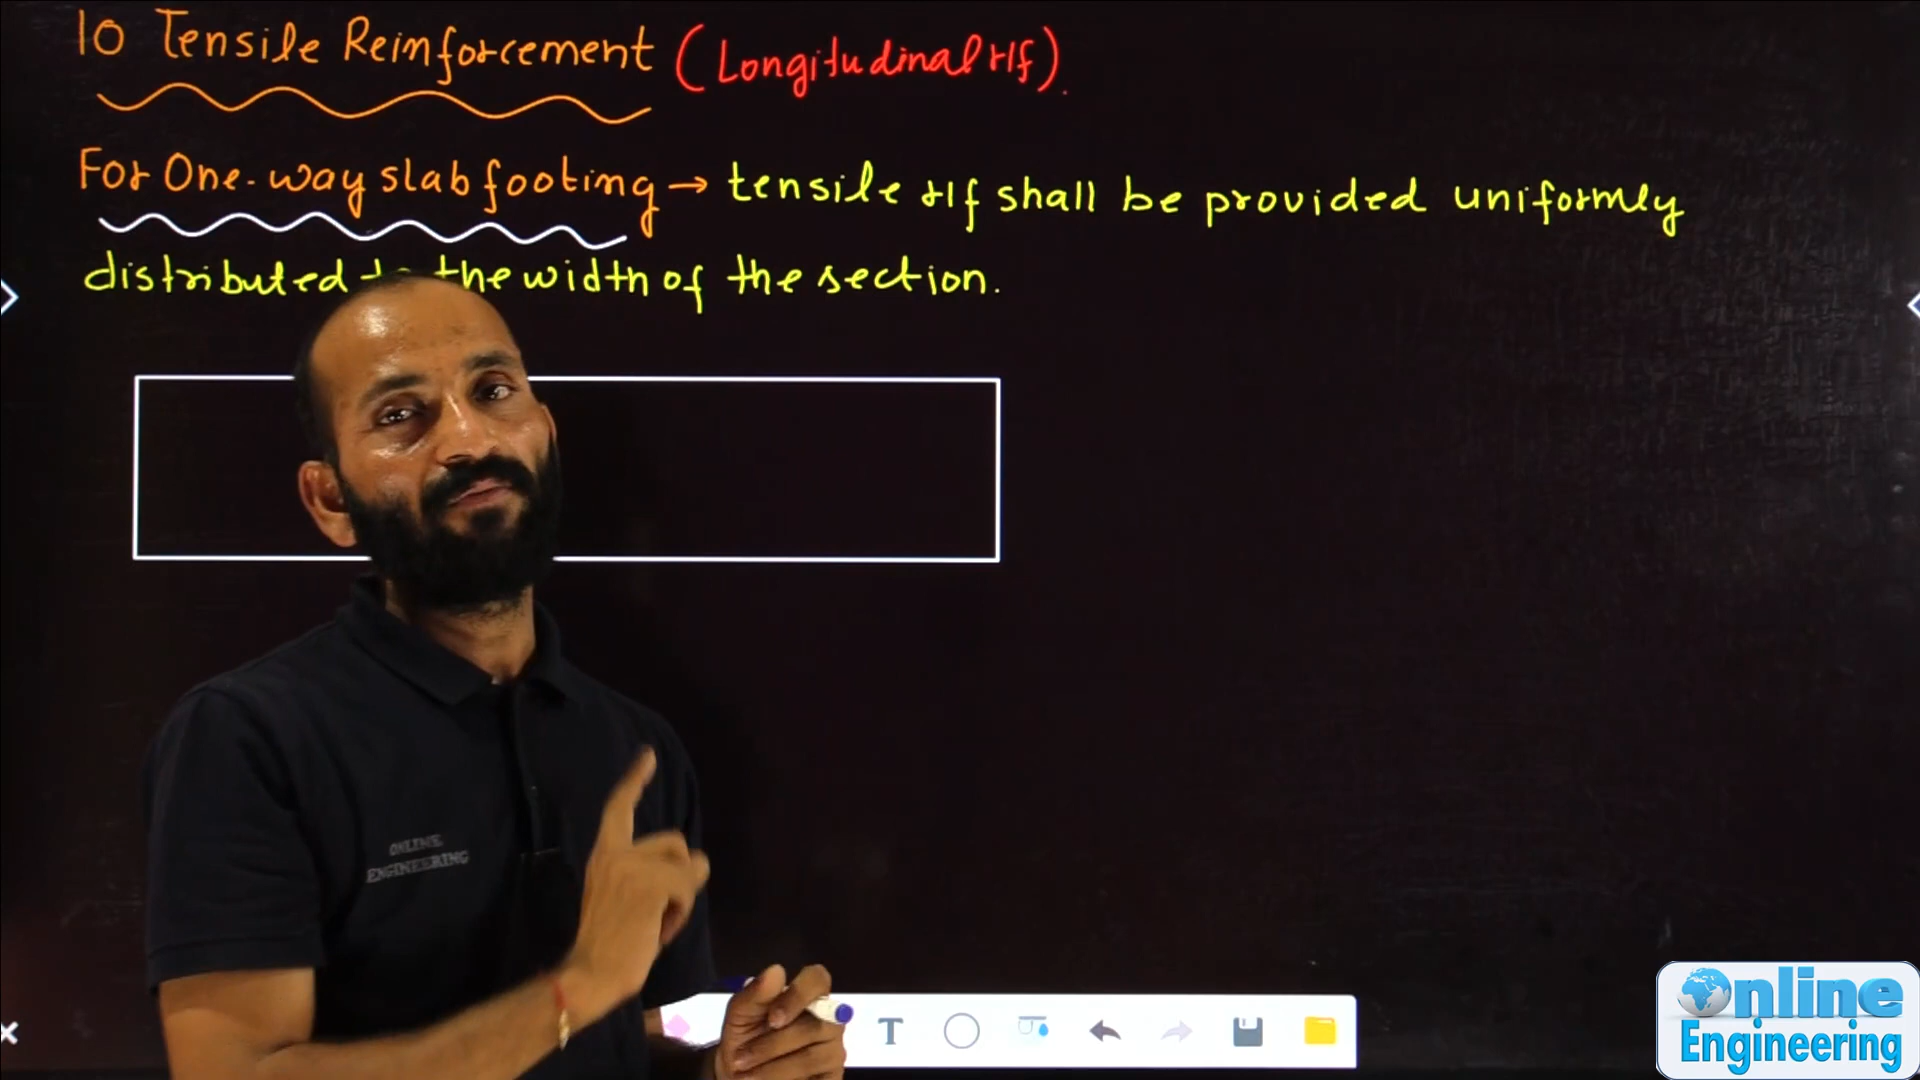 10 Tensile Reinforcement (Longitudinal r/f).
For One-way slab footing → tensile r/f shall be provided uniformly
distributed to the width of the section.
ONLINE
ENGINEERING
T
Online
Engineering